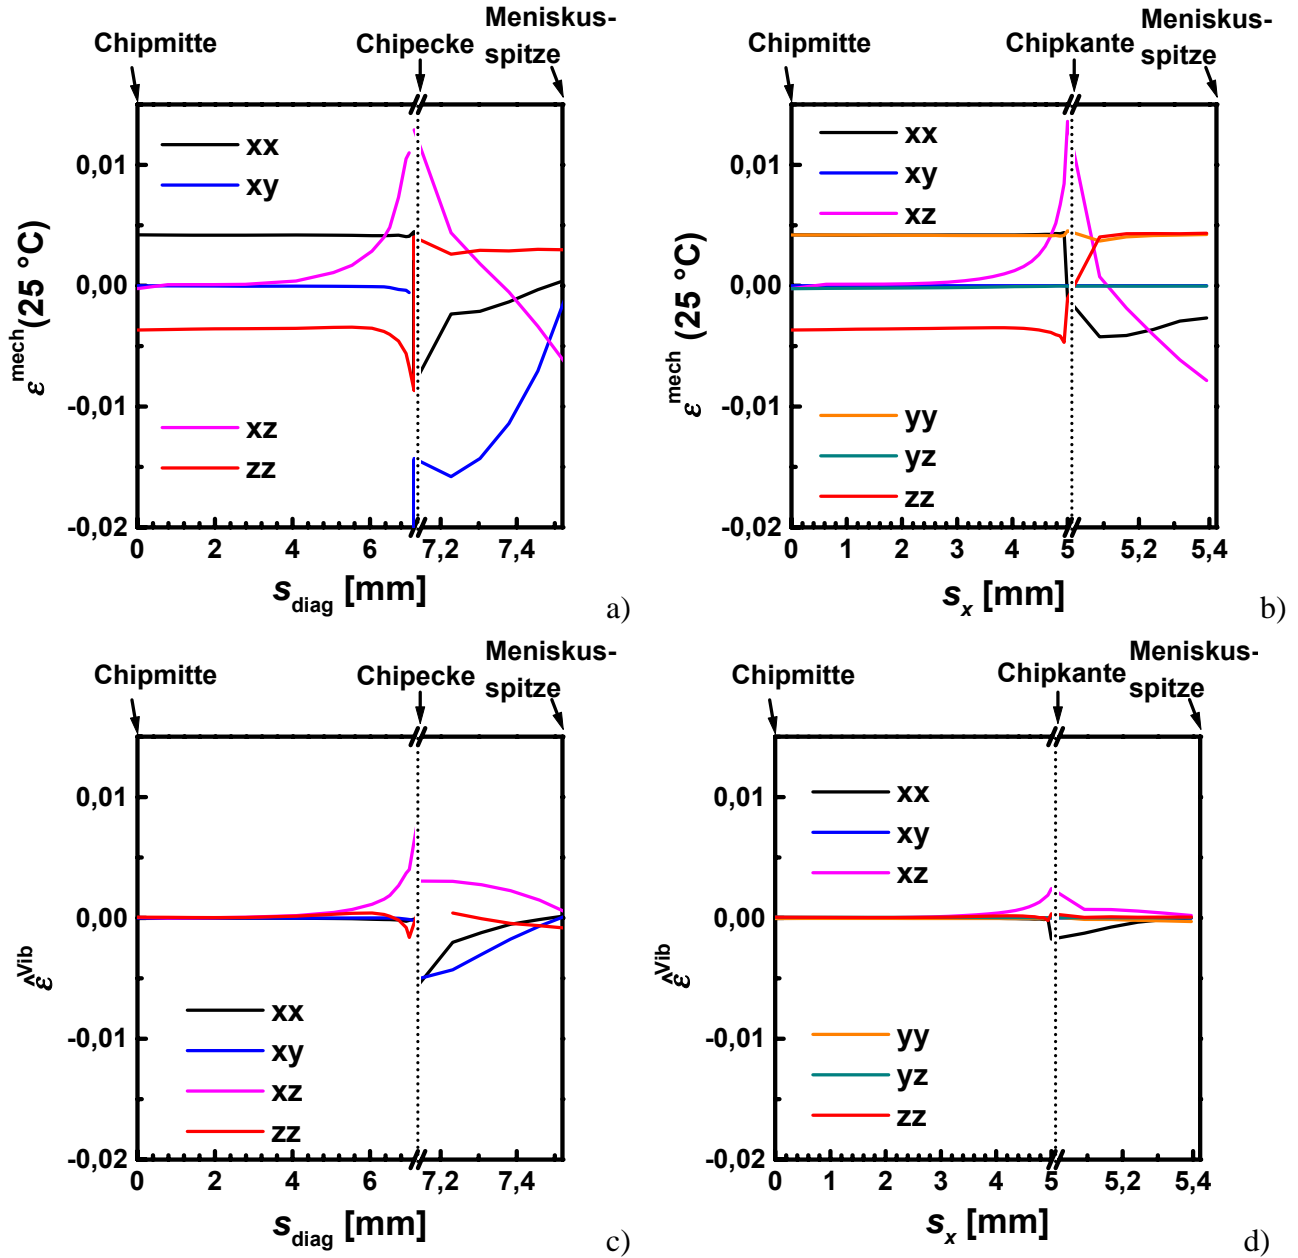 Chipmitte
Chipecke
Meniskus-
spitze
xx
xy
xz
zz
0,01
0,00
-0,01
-0,02
ε^mech (25 °C)
0 2 4 6 7,2 7,4
s_diag [mm]
a)
Chipmitte
Chipkante
Meniskus-
spitze
xx
xy
xz
yy
yz
zz
0,01
0,00
-0,01
-0,02
ε^mech (25 °C)
0 1 2 3 4 5 5,2 5,4
s_x [mm]
b)
Chipmitte
Chipecke
Meniskus-
spitze
xx
xy
xz
zz
0,01
0,00
-0,01
-0,02
ε̂^Vib
0 2 4 6 7,2 7,4
s_diag [mm]
c)
Chipmitte
Chipkante
Meniskus-
spitze
xx
xy
xz
yy
yz
zz
0,01
0,00
-0,01
-0,02
ε̂^Vib
0 1 2 3 4 5 5,2 5,4
s_x [mm]
d)